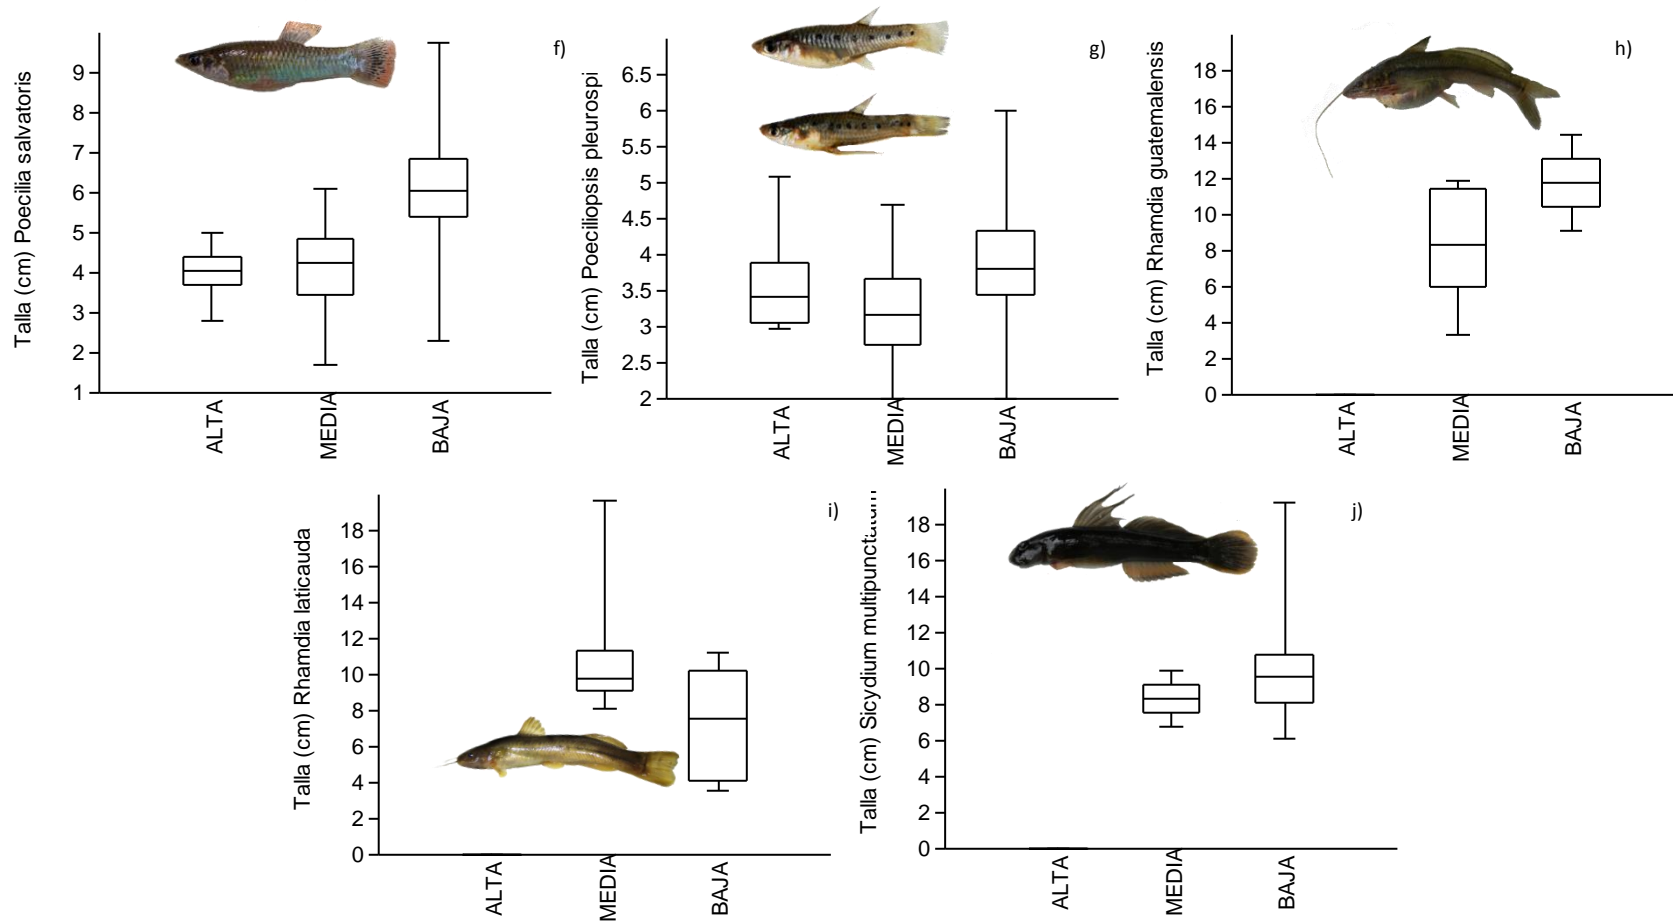 Talla (cm) Poecilia salvatoris
9
8
7
6
5
4
3
2
1
ALTA
MEDIA
BAJA
f)
Talla (cm) Poeciliopsis pleurospi
6.5
6
5.5
5
4.5
4
3.5
3
2.5
2
ALTA
MEDIA
BAJA
g)
Talla (cm) Rhamdia guatemalensis
18
16
14
12
10
8
6
4
2
0
ALTA
MEDIA
BAJA
h)
Talla (cm) Rhamdia laticauda
18
16
14
12
10
8
6
4
2
0
ALTA
MEDIA
BAJA
i)
Talla (cm) Sicydium multipunctatum
18
16
14
12
10
8
6
4
2
0
ALTA
MEDIA
BAJA
j)